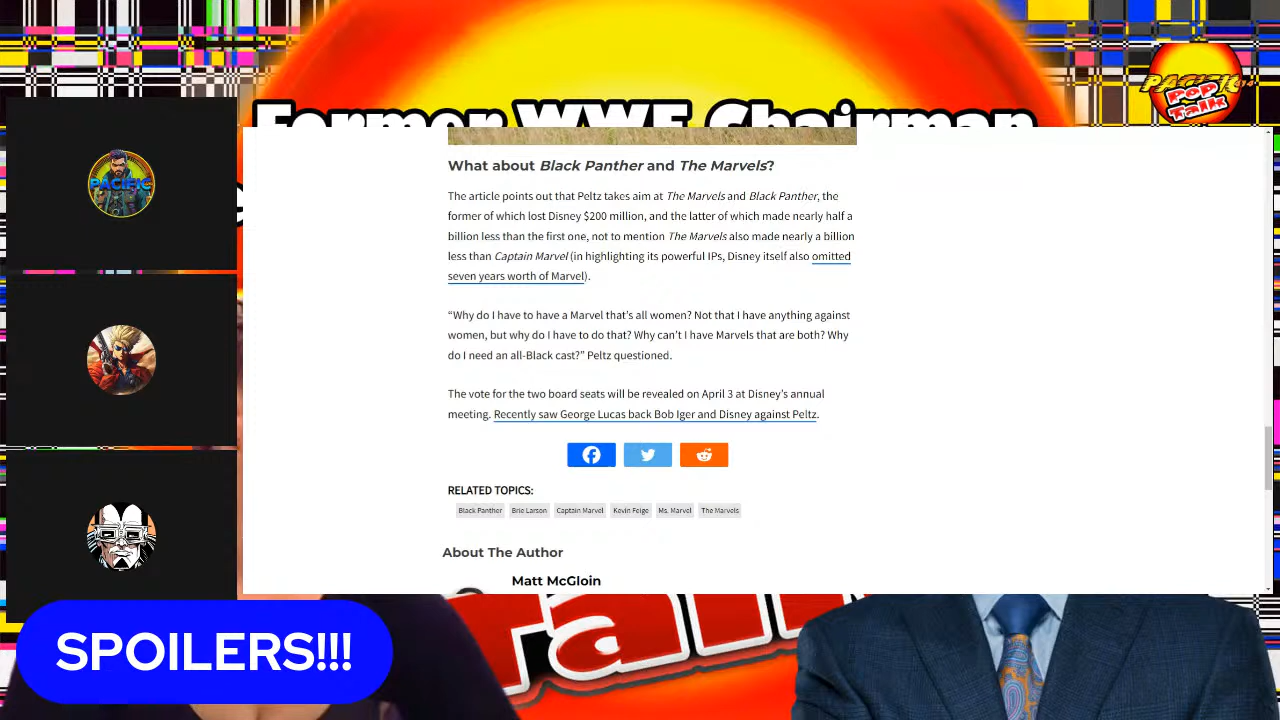 Former WWE Chairman
PACIFIC
Pop
Talk
PACIFIC
What about Black Panther and The Marvels?
The article points out that Peltz takes aim at The Marvels and Black Panther, the
former of which lost Disney $200 million, and the latter of which made nearly half a
billion less than the first one, not to mention The Marvels also made nearly a billion
less than Captain Marvel (in highlighting its powerful IPs, Disney itself also omitted
seven years worth of Marvel).
“Why do I have to have a Marvel that’s all women? Not that I have anything against
women, but why do I have to do that? Why can’t I have Marvels that are both? Why
do I need an all-Black cast?” Peltz questioned.
The vote for the two board seats will be revealed on April 3 at Disney’s annual
meeting. Recently saw George Lucas back Bob Iger and Disney against Peltz.
RELATED TOPICS:
Black Panther Brie Larson Captain Marvel Kevin Feige Ms. Marvel The Marvels
About The Author
Matt McGloin
Talk
SPOILERS!!!